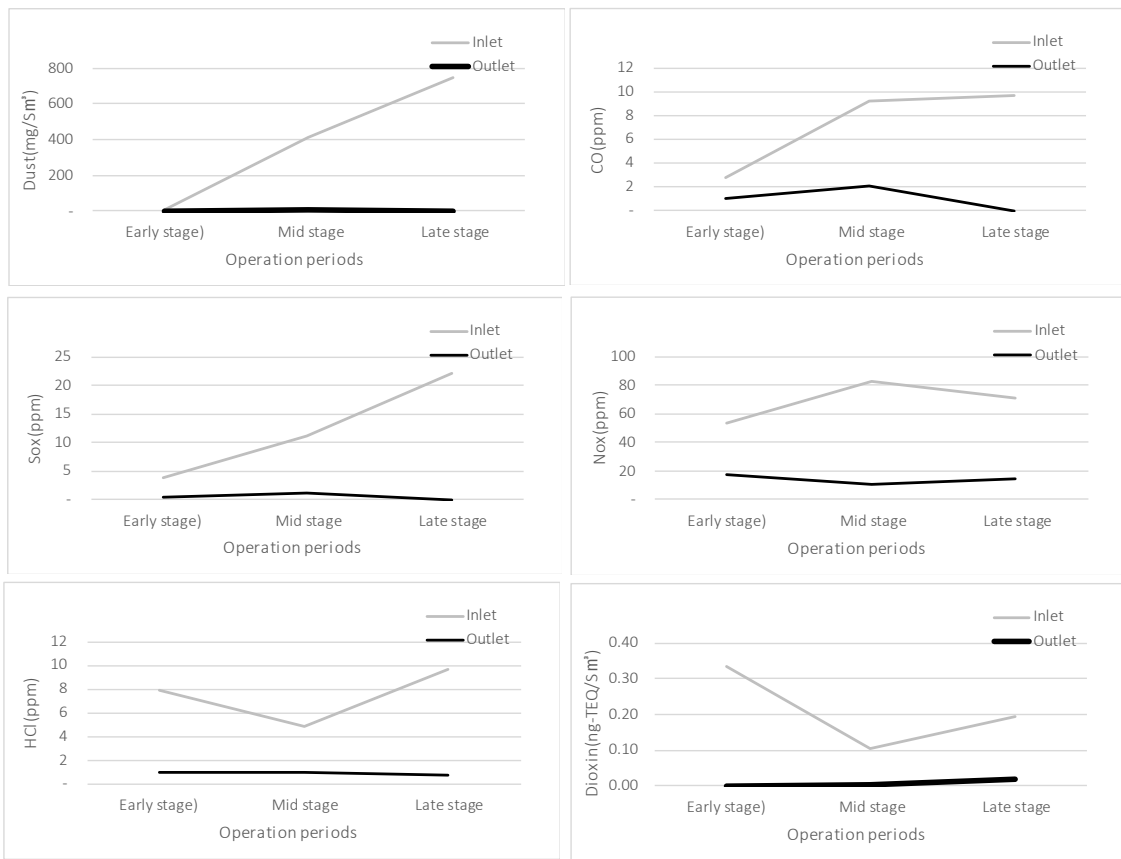 Inlet
Outlet
800
600
400
200
-
Dust(mg/Sm³)
Early stage)
Mid stage
Late stage
Operation periods
Inlet
Outlet
12
10
8
6
4
2
-
CO(ppm)
Early stage)
Mid stage
Late stage
Operation periods
Inlet
Outlet
25
20
15
10
5
-
Sox(ppm)
Early stage)
Mid stage
Late stage
Operation periods
Inlet
Outlet
100
80
60
40
20
-
Nox(ppm)
Early stage)
Mid stage
Late stage
Operation periods
Inlet
Outlet
12
10
8
6
4
2
-
HCl(ppm)
Early stage)
Mid stage
Late stage
Operation periods
Inlet
Outlet
0.40
0.30
0.20
0.10
0.00
Dioxin(ng-TEQ/Sm³)
Early stage)
Mid stage
Late stage
Operation periods